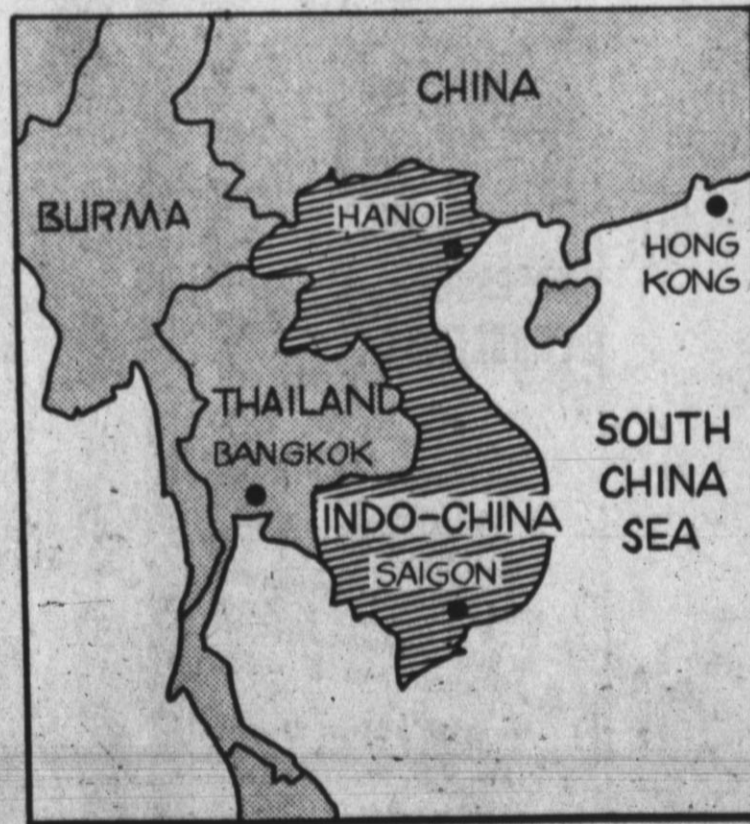 CHINA
BURMA
HANOI
HONG
KONG
THAILAND
BANGKOK
SOUTH
CHINA
SEA
INDO-CHINA
SAIGON